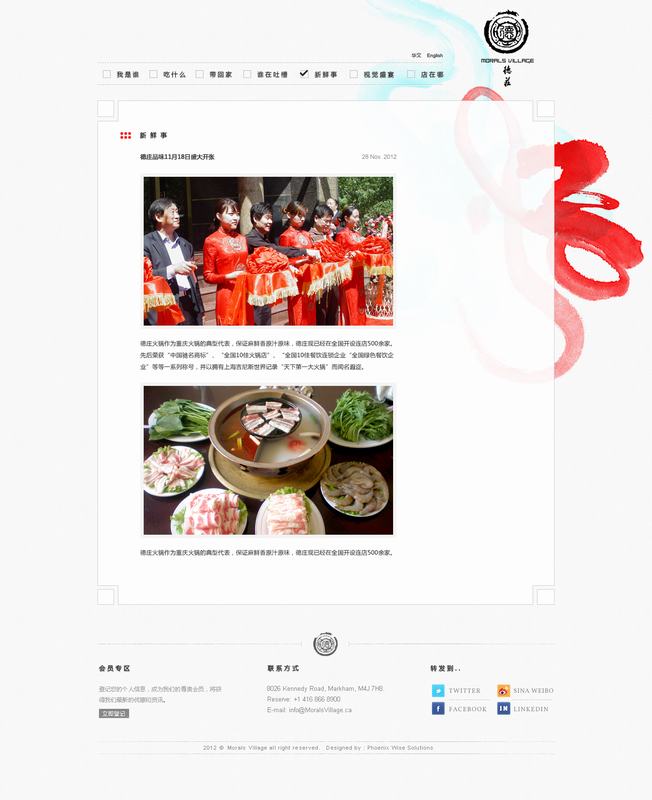 华文 English
MORALS VILLAGE
德
莊
我是谁 吃什么 带回家 谁在吐槽 新鲜事 视觉盛宴 店在哪
新鲜事
德庄品味11月18日盛大开张 28 Nov. 2012
德庄火锅作为重庆火锅的典型代表，保证麻鲜香原汁原味，德庄现已经在全国开设连店500余家。
先后荣获“中国驰名商标”、“全国10佳火锅店”、“全国10佳餐饮连锁企业“全国绿色餐饮企
业”等等一系列称号，并以拥有上海吉尼斯世界记录“天下第一大火锅”而闻名遐迩。
德庄火锅作为重庆火锅的典型代表，保证麻鲜香原汁原味，德庄现已经在全国开设连店500余家。
会员专区
登记您的个人信息，成为我们的尊贵会员，将获
得我们最新的优惠和资讯。
立即登记
联系方式
8026 Kennedy Road, Markham, M4J 7H8
Reserve: +1 416 866 8900
E-mail: info@MoralsVillage.ca
转发到..
TWITTER SINA WEIBO
FACEBOOK LINKEDIN
2012 © Morals Village all right reserved. Designed by : Phoenix Wise Solutions